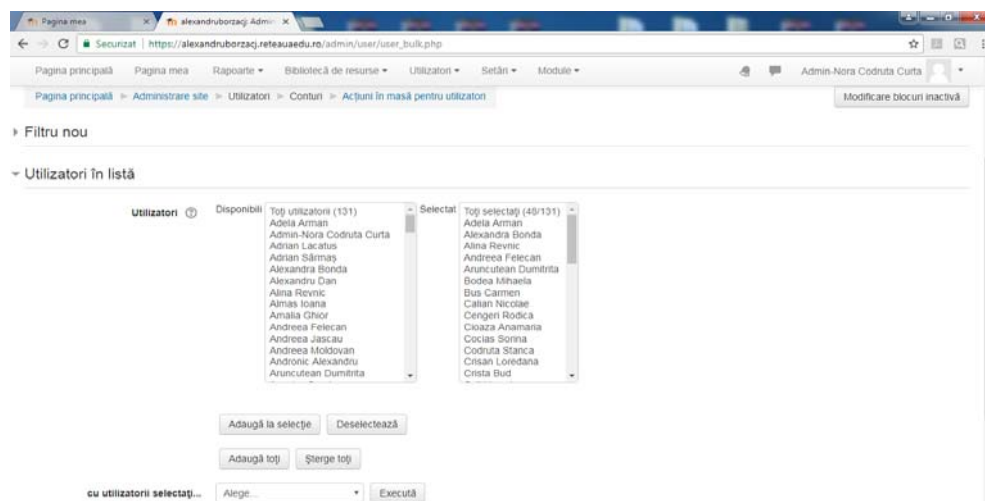 Pagina mea
alexandruborzacj: Admin
Securizat | https://alexandruborzacj.reteauaedu.ro/admin/user/user_bulk.php
Pagina principală Pagina mea Rapoarte Bibliotecă de resurse Utilizatori Setări Module Admin-Nora Codruta Curta
Pagina principală Administrare site Utilizatori Conturi Acțiuni în masă pentru utilizatori Modificare blocuri inactivă
Filtru nou
Utilizatori în listă
Utilizatori Disponibili Selectat
Toți utilizatorii (131)
Adela Arman
Admin-Nora Codruta Curta
Adrian Lacatus
Adrian Sărmaș
Alexandra Bonda
Alexandru Dan
Alina Revnic
Almas Ioana
Amalia Ghior
Andreea Felecan
Andreea Jascau
Andreea Moldovan
Andronic Alexandru
Aruncutean Dumitrita
Toți selectați (48/131)
Adela Arman
Alexandra Bonda
Alina Revnic
Andreea Felecan
Aruncutean Dumitrita
Bodea Mihaela
Bus Carmen
Calian Nicolae
Cengeri Rodica
Cioaza Anamaria
Cocias Sorina
Codruta Stanca
Crisan Loredana
Crista Bud
Adaugă la selecție Deselectează
Adaugă toți Șterge toți
cu utilizatorii selectați... Alege... Execută